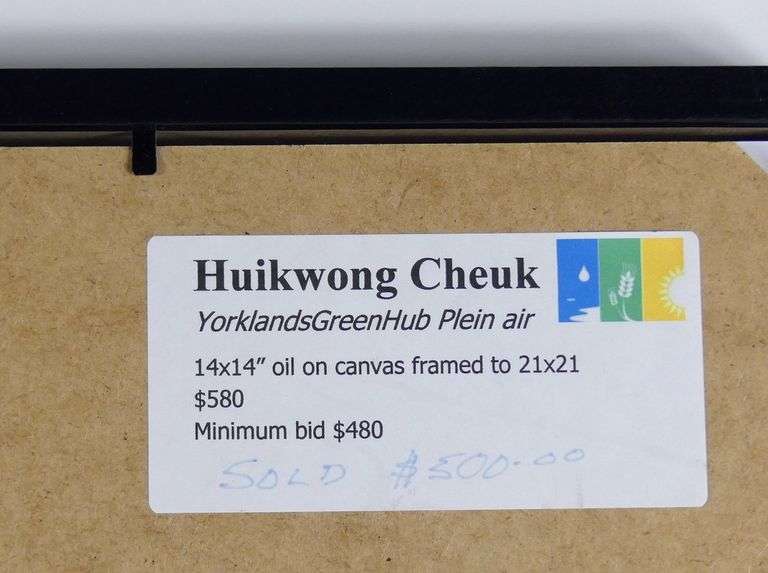 Huikwong Cheuk
YorklandsGreenHub Plein air
14x14" oil on canvas framed to 21x21
$580
Minimum bid $480
SOLD $500.00